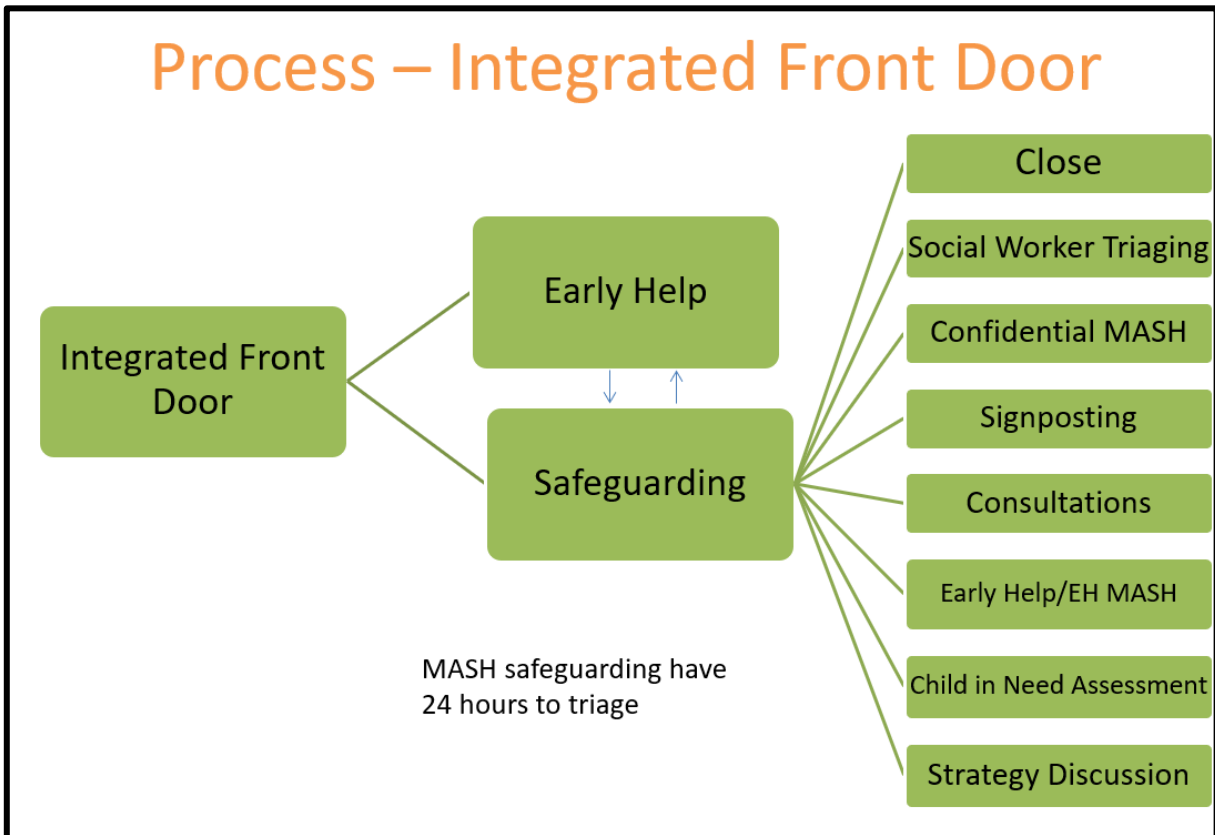 Process – Integrated Front Door
Integrated Front
Door
Early Help
Safeguarding
MASH safeguarding have
24 hours to triage
Close
Social Worker Triaging
Confidential MASH
Signposting
Consultations
Early Help/EH MASH
Child in Need Assessment
Strategy Discussion